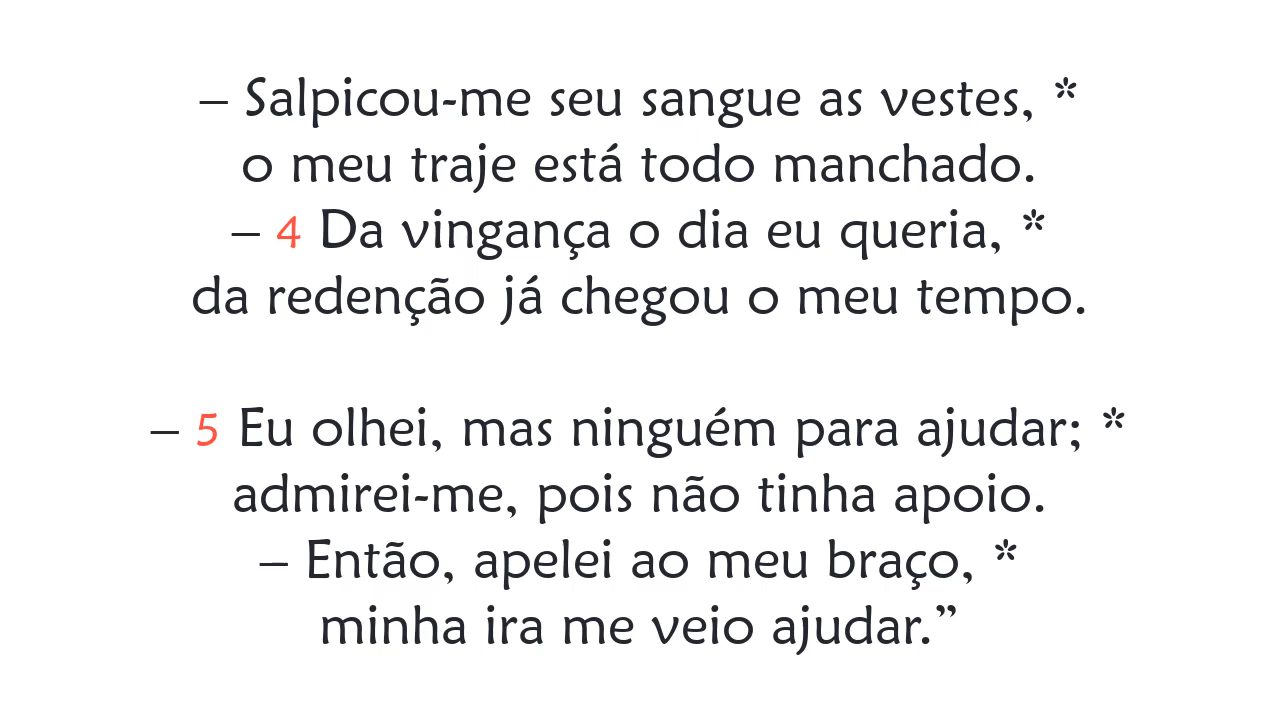 – Salpicou-me seu sangue as vestes, *
o meu traje está todo manchado.
– 4 Da vingança o dia eu queria, *
da redenção já chegou o meu tempo.
– 5 Eu olhei, mas ninguém para ajudar; *
admirei-me, pois não tinha apoio.
– Então, apelei ao meu braço, *
minha ira me veio ajudar.”